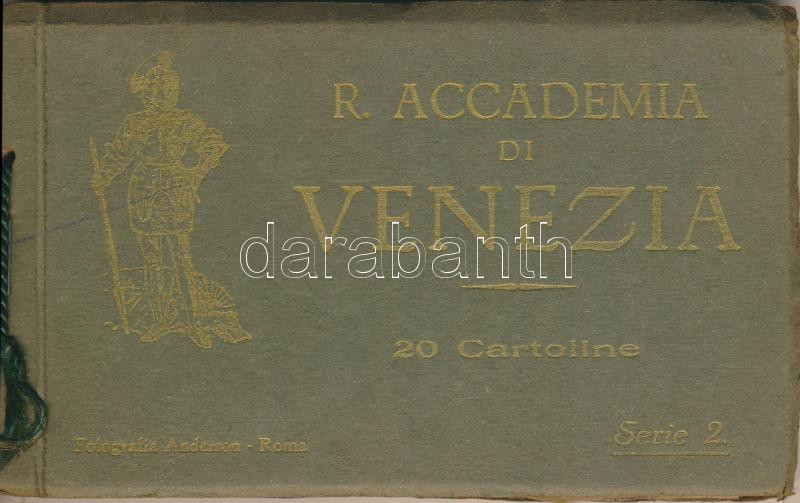 R. ACCADEMIA
DI
VENEZIA
darabanth
20 Cartoline
Fotografia Anderson - Roma
Serie 2.